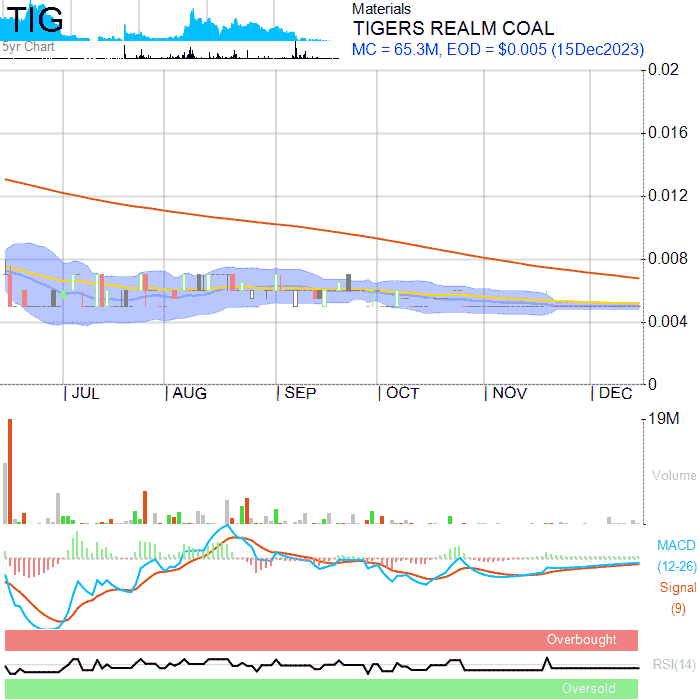 TIG
5yr Chart
Materials
TIGERS REALM COAL
MC = 65.3M, EOD = $0.005 (15Dec2023)
0.02
0.016
0.012
0.008
0.004
0
JUL AUG SEP OCT NOV DEC
19M
Volume
MACD
(12-26)
Signal
(9)
Overbought
RSI(14)
Oversold